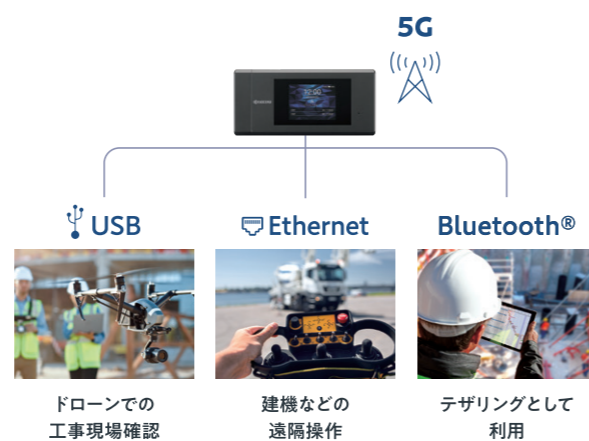 5G
USB
Ethernet
Bluetooth®
ドローンでの
工事現場確認
建機などの
遠隔操作
テザリングとして
利用